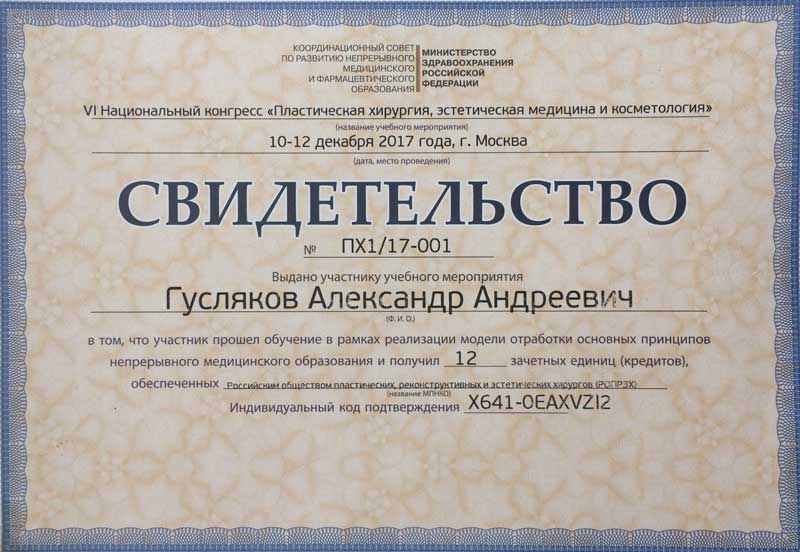 КООРДИНАЦИОННЫЙ СОВЕТ
ПО РАЗВИТИЮ НЕПРЕРЫВНОГО
МЕДИЦИНСКОГО
И ФАРМАЦЕВТИЧЕСКОГО
ОБРАЗОВАНИЯ
МИНИСТЕРСТВО
ЗДРАВООХРАНЕНИЯ
РОССИЙСКОЙ
ФЕДЕРАЦИИ
VI Национальный конгресс «Пластическая хирургия, эстетическая медицина и косметология»
(название учебного мероприятия)
10-12 декабря 2017 года, г. Москва
(дата, место проведения)
СВИДЕТЕЛЬСТВО
№ ПХ1/17-001
Выдано участнику учебного мероприятия
Гусляков Александр Андреевич
(Ф. И. О.)
в том, что участник прошел обучение в рамках реализации модели отработки основных принципов
непрерывного медицинского образования и получил 12 зачетных единиц (кредитов),
обеспеченных Российским обществом пластических, реконструктивных и эстетических хирургов (РОПРЭХ)
(название МПНКО)
Индивидуальный код подтверждения X641-0EAXVZI2